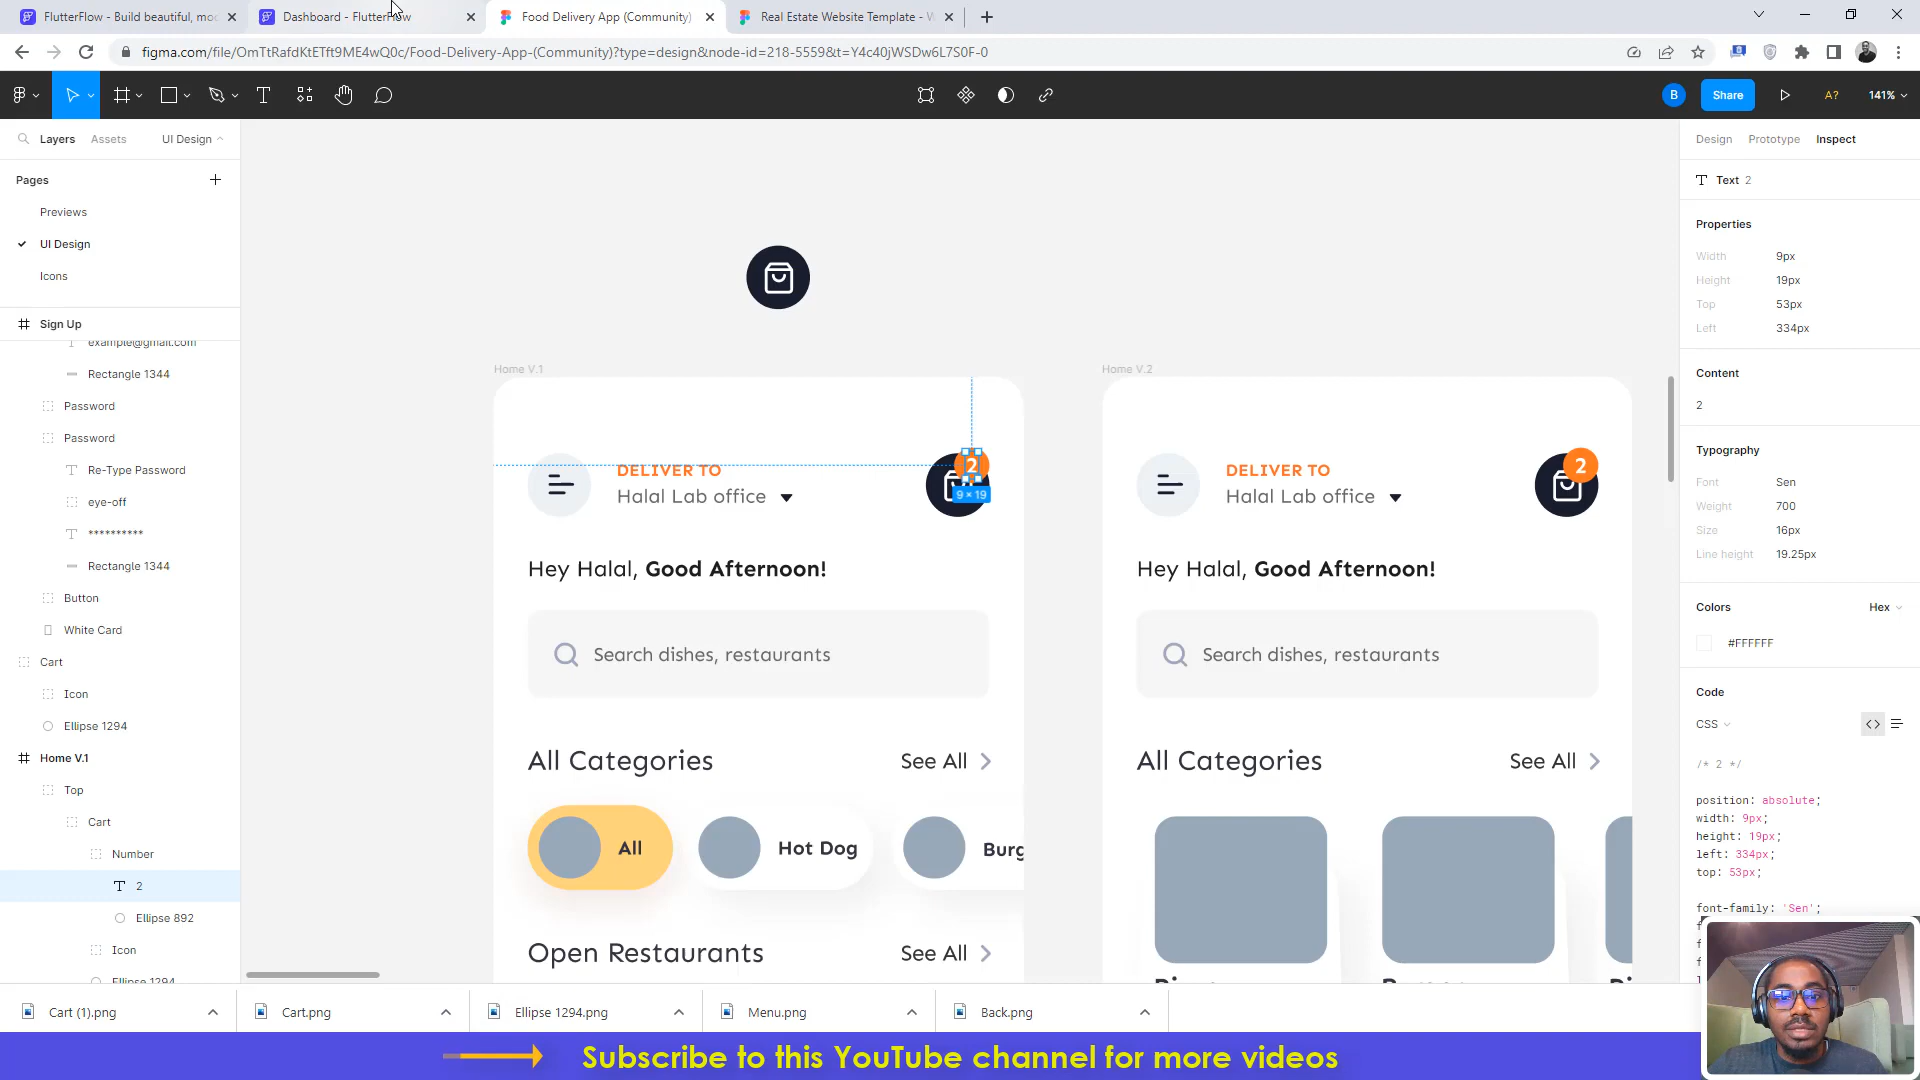 FlutterFlow - Build beautiful, mo
Dashboard - FlutterFlow
Food Delivery App (Community)
Real Estate Website Template - W
figma.com/file/OmTtRafdKtETft9ME4wQ0c/Food-Delivery-App-(Community)?type=design&node-id=218-5559&t=Y4c40jWSDw6L7S0F-0
B
Share
A?
141%
Layers
Assets
UI Design
Pages
Previews
UI Design
Icons
Sign Up
example@gmail.com
Rectangle 1344
Password
Password
Re-Type Password
eye-off
**********
Rectangle 1344
Button
White Card
Cart
Icon
Ellipse 1294
Home V.1
Top
Cart
Number
2
Ellipse 892
Icon
Ellipse 1294
Home V.1
2
9 × 19
DELIVER TO
Halal Lab office
Hey Halal, Good Afternoon!
Search dishes, restaurants
All Categories
See All
All
Hot Dog
Burg
Open Restaurants
See All
Home V.2
DELIVER TO
Halal Lab office
2
Hey Halal, Good Afternoon!
Search dishes, restaurants
All Categories
See All
Design
Prototype
Inspect
Text 2
Properties
Width 9px
Height 19px
Top 53px
Left 334px
Content
2
Typography
Font Sen
Weight 700
Size 16px
Line height 19.25px
Colors
Hex
#FFFFFF
Code
CSS
/* 2 */
position: absolute;
width: 9px;
height: 19px;
left: 334px;
top: 53px;
font-family: 'Sen';
Cart (1).png
Cart.png
Ellipse 1294.png
Menu.png
Back.png
Subscribe to this YouTube channel for more videos